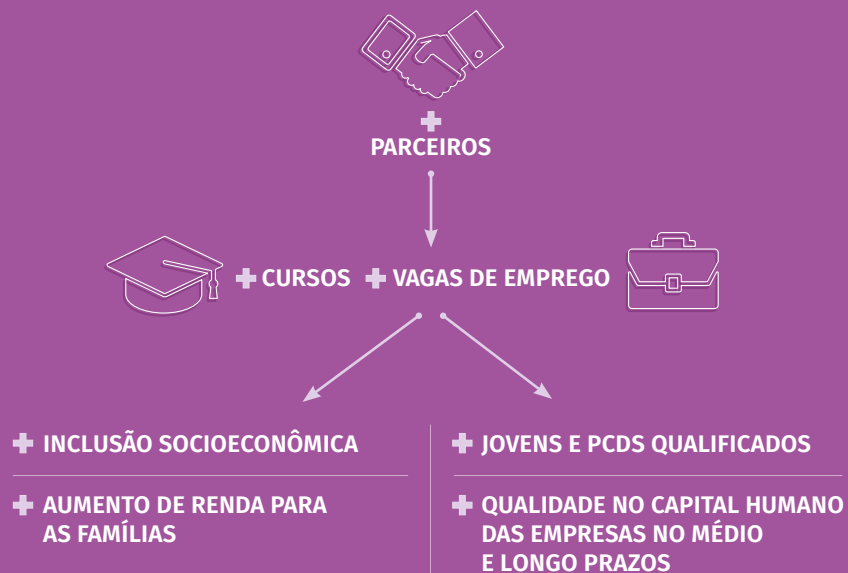 +
PARCEIROS
+ CURSOS + VAGAS DE EMPREGO
+ INCLUSÃO SOCIOECONÔMICA
+ AUMENTO DE RENDA PARA
AS FAMÍLIAS
+ JOVENS E PCDS QUALIFICADOS
+ QUALIDADE NO CAPITAL HUMANO
DAS EMPRESAS NO MÉDIO
E LONGO PRAZOS